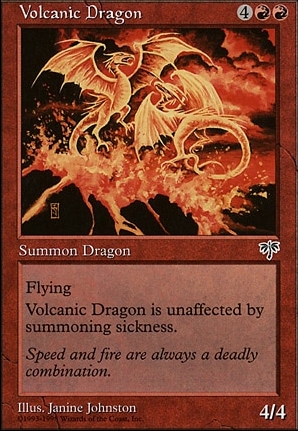 Volcanic Dragon 4
Summon Dragon
Flying
Volcanic Dragon is unaffected by
summoning sickness.
Speed and fire are always a deadly
combination.
Illus. Janine Johnston
4/4